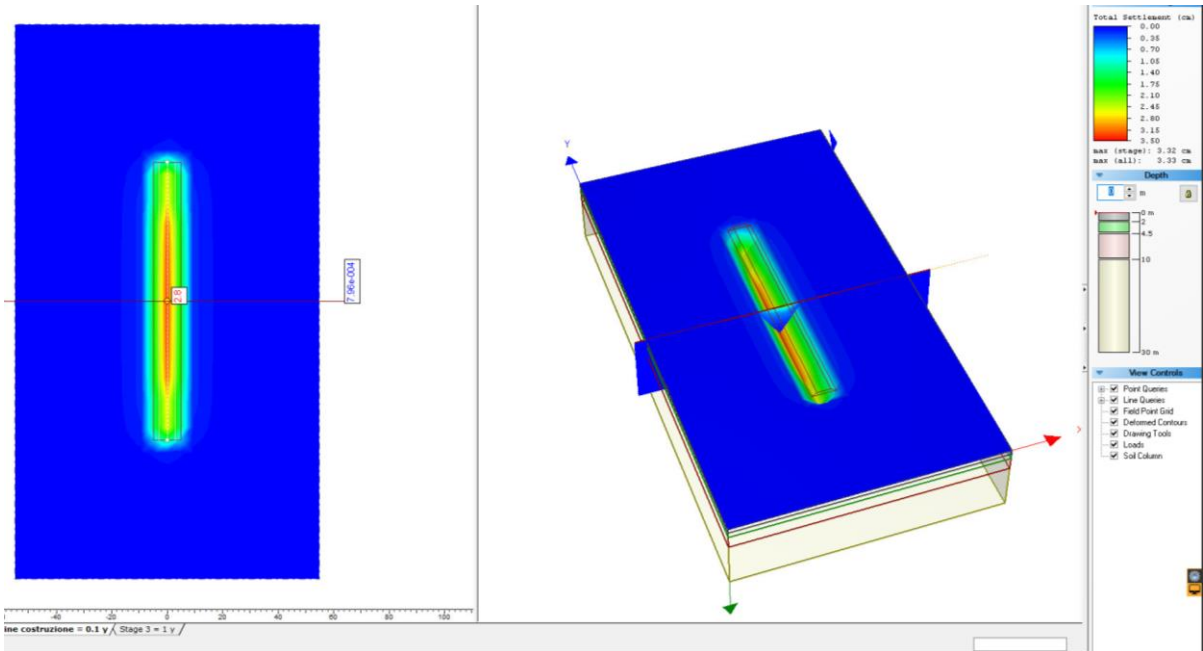 Total Settlement (cm)
0.00
0.35
0.70
1.05
1.40
1.75
2.10
2.45
2.80
3.15
3.50
max (stage): 3.32 cm
max (all): 3.33 cm
Depth
0 m
0 m
2
4.5
10
30 m
View Controls
Point Queries
Line Queries
Field Point Grid
Deformed Contours
Drawing Tools
Loads
Soil Column
Y
X
2.8
7.96e-004
-40 -20 0 20 40 60 80 100
ine costruzione = 0.1 y Stage 3 = 1 y